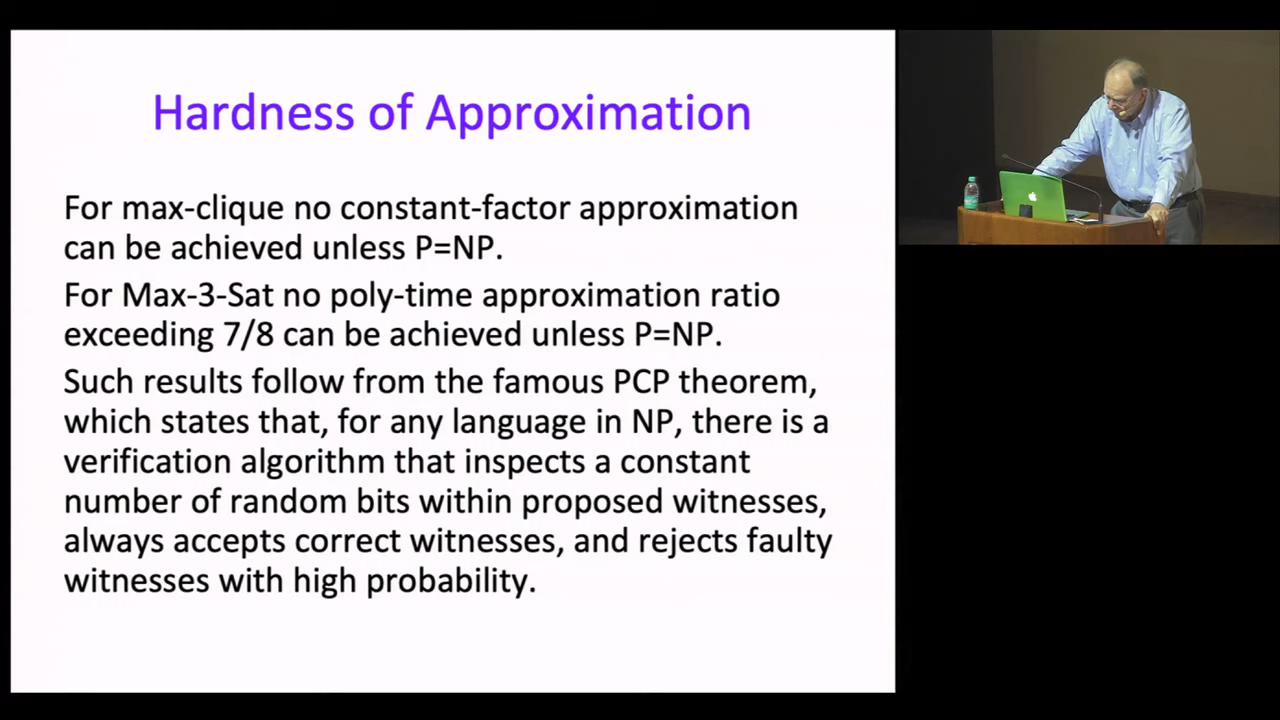 Hardness of Approximation
For max-clique no constant-factor approximation
can be achieved unless P=NP.
For Max-3-Sat no poly-time approximation ratio
exceeding 7/8 can be achieved unless P=NP.
Such results follow from the famous PCP theorem,
which states that, for any language in NP, there is a
verification algorithm that inspects a constant
number of random bits within proposed witnesses,
always accepts correct witnesses, and rejects faulty
witnesses with high probability.